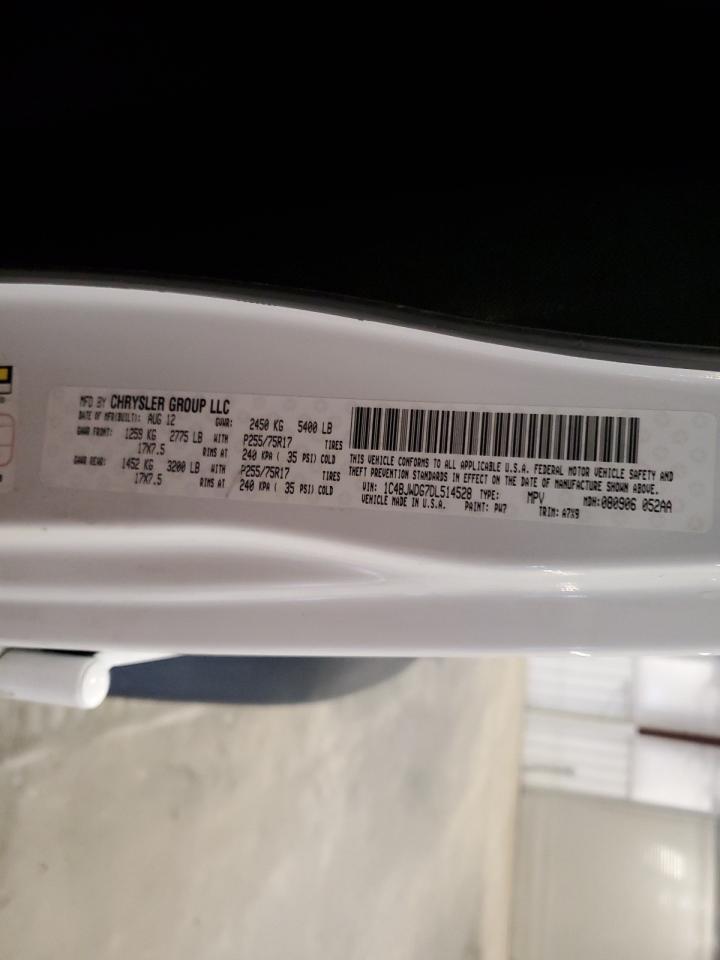 MFD BY CHRYSLER GROUP LLC
DATE OF MFR(BUILT): AUG 12 GVWR: 2450 KG 5400 LB
GAWR FRONT: 1259 KG 2775 LB WITH P255/75R17 TIRES
17X7.5 RIMS AT 240 KPA ( 35 PSI) COLD
GAWR REAR: 1452 KG 3200 LB WITH P255/75R17 TIRES
17X7.5 RIMS AT 240 KPA ( 35 PSI) COLD
THIS VEHICLE CONFORMS TO ALL APPLICABLE U.S.A. FEDERAL MOTOR VEHICLE SAFETY AND
THEFT PREVENTION STANDARDS IN EFFECT ON THE DATE OF MANUFACTURE SHOWN ABOVE.
VIN: 1C4BJWDG7DL514528 TYPE: MPV MDH:080906 052AA
VEHICLE MADE IN U.S.A. PAINT: PW7 TRIM: A7X9